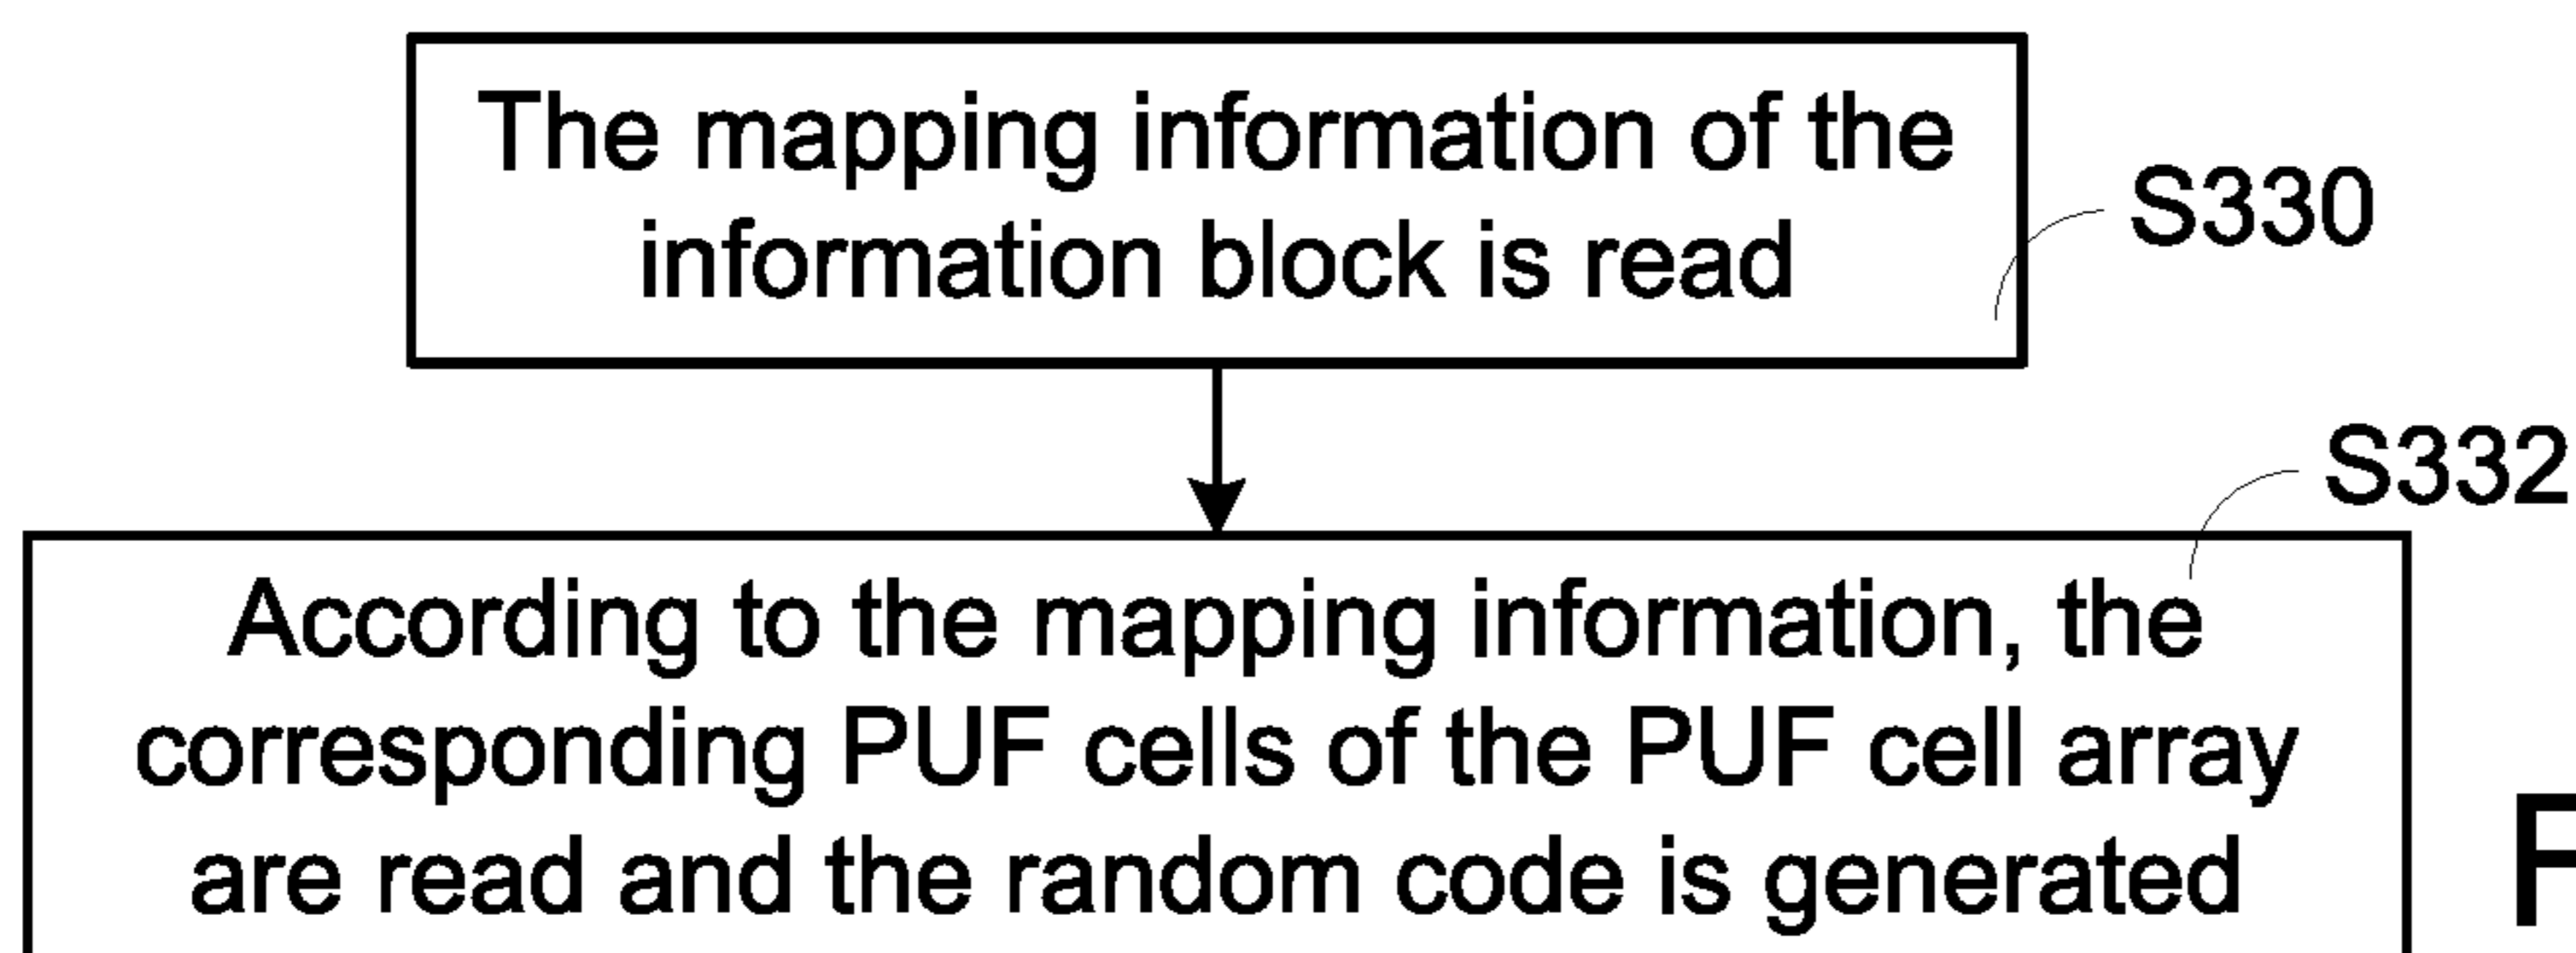 The mapping information of the
information block is read
S330
S332
According to the mapping information, the
corresponding PUF cells of the PUF cell array
are read and the random code is generated
F